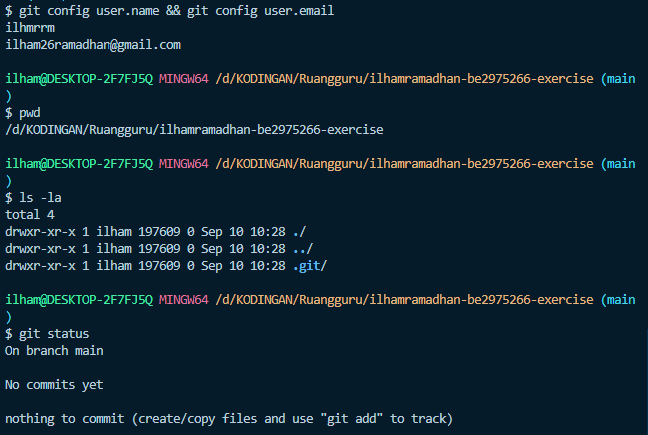 $ git config user.name && git config user.email
ilhmrrm
ilham26ramadhan@gmail.com
ilham@DESKTOP-2F7FJ5Q MINGW64 /d/KODINGAN/Ruangguru/ilhamramadhan-be2975266-exercise (main
)
$ pwd
/d/KODINGAN/Ruangguru/ilhamramadhan-be2975266-exercise
ilham@DESKTOP-2F7FJ5Q MINGW64 /d/KODINGAN/Ruangguru/ilhamramadhan-be2975266-exercise (main
)
$ ls -la
total 4
drwxr-xr-x 1 ilham 197609 0 Sep 10 10:28 ./
drwxr-xr-x 1 ilham 197609 0 Sep 10 10:28 ../
drwxr-xr-x 1 ilham 197609 0 Sep 10 10:28 .git/
ilham@DESKTOP-2F7FJ5Q MINGW64 /d/KODINGAN/Ruangguru/ilhamramadhan-be2975266-exercise (main
)
$ git status
On branch main
No commits yet
nothing to commit (create/copy files and use "git add" to track)